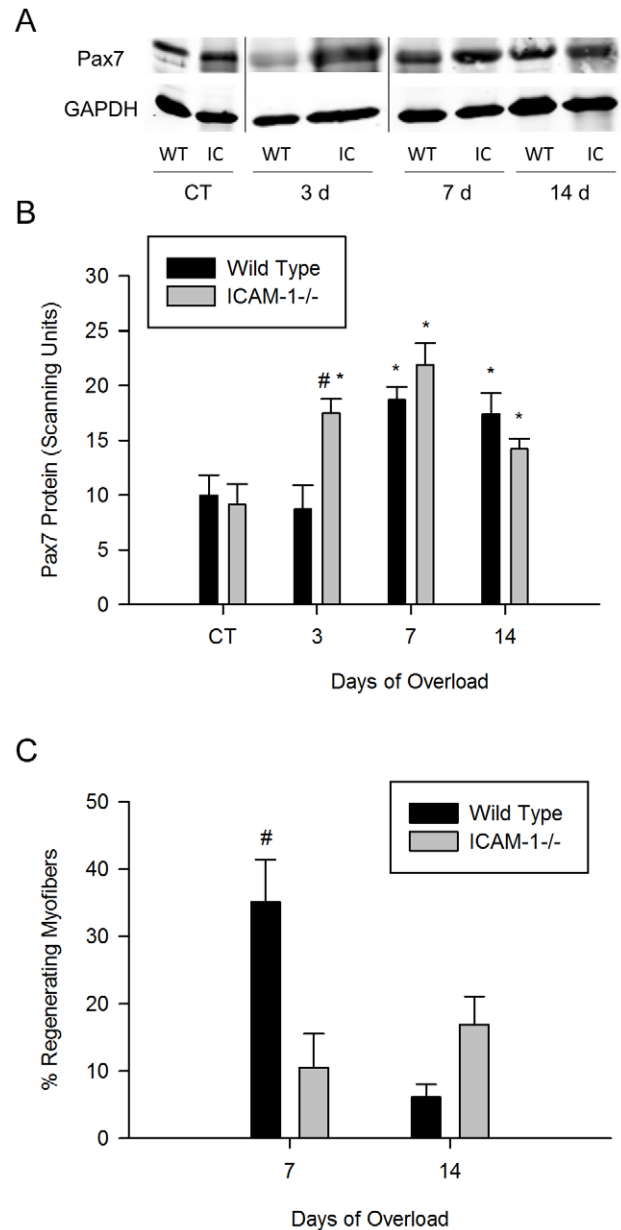 A
Pax7
GAPDH
WT IC WT IC WT IC WT IC
CT 3 d 7 d 14 d
B
Wild Type
ICAM-1-/-
Pax7 Protein (Scanning Units)
30
25
20
15
10
5
0
# *
* *
* *
CT 3 7 14
Days of Overload
C
Wild Type
ICAM-1-/-
% Regenerating Myofibers
50
40
30
20
10
0
#
7 14
Days of Overload